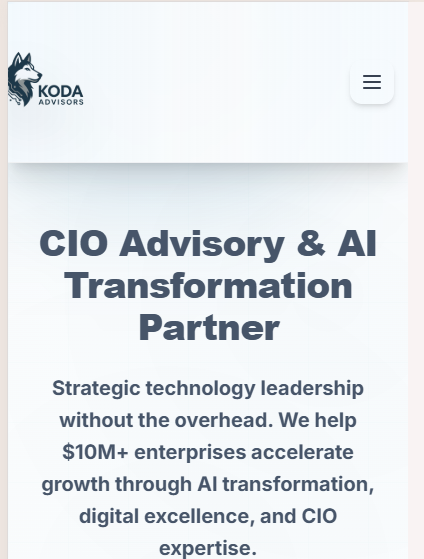 KODA
ADVISORS
CIO Advisory & AI
Transformation
Partner
Strategic technology leadership
without the overhead. We help
$10M+ enterprises accelerate
growth through AI transformation,
digital excellence, and CIO
expertise.